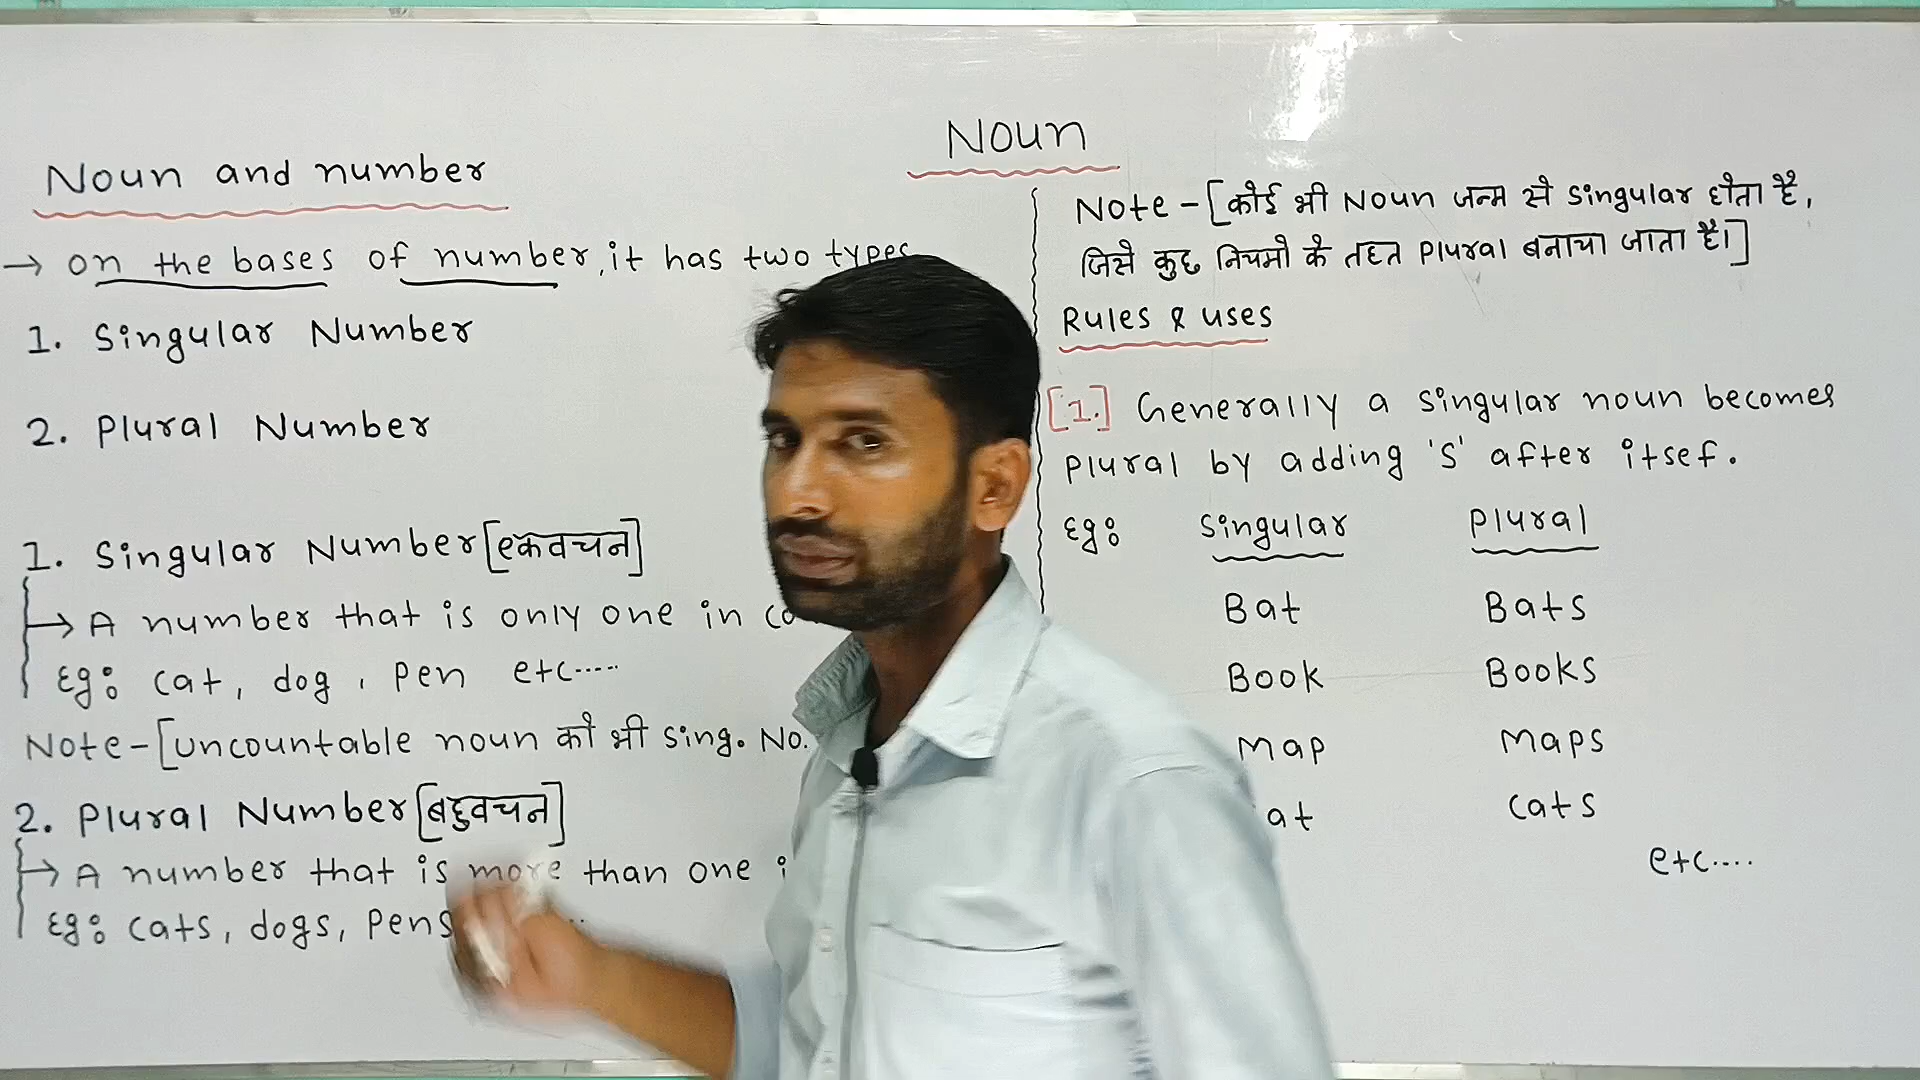 Noun
Noun and number
→ on the bases of number, it has two types
1. Singular Number
2. Plural Number
1. Singular Number [एकवचन]
→ A number that is only one in
Eg: cat, dog, pen etc.....
Note-[uncountable noun को भी sing. No.
2. Plural Number [बहुवचन]
→ A number that is more than one
Eg: cats, dogs, pens
Note-[कोई भी Noun जन्म से singular होता है,
जिसे कुछ नियमो के तहत plural बनाया जाता है।]
Rules & uses
[1.] Generally a singular noun becomes
plural by adding 's' after itsef.
Eg: Singular Plural
Bat Bats
Book Books
Map Maps
at cats
etc....